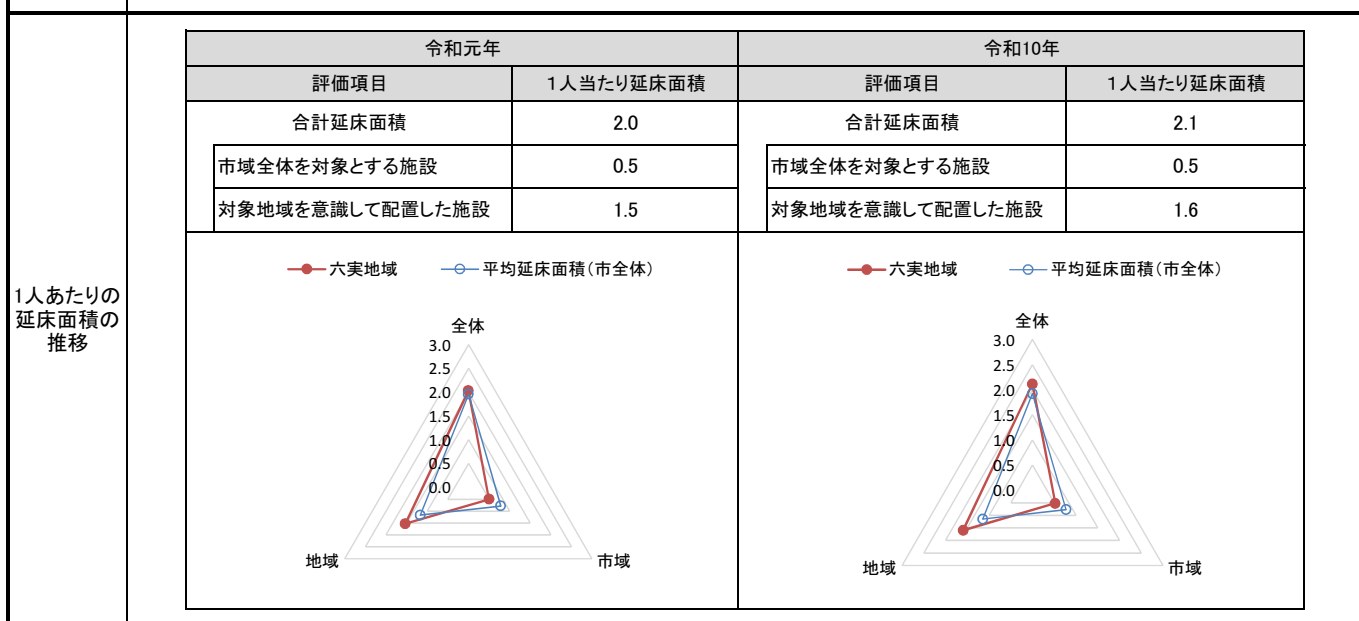 令和元年 令和10年
評価項目 1人当たり延床面積 評価項目 1人当たり延床面積
合計延床面積 2.0 合計延床面積 2.1
市域全体を対象とする施設 0.5 市域全体を対象とする施設 0.5
対象地域を意識して配置した施設 1.5 対象地域を意識して配置した施設 1.6
1人あたりの
延床面積の
推移
六実地域 平均延床面積(市全体)
全体
3.0
2.5
2.0
1.5
1.0
0.5
0.0
地域 市域
六実地域 平均延床面積(市全体)
全体
3.0
2.5
2.0
1.5
1.0
0.5
0.0
地域 市域